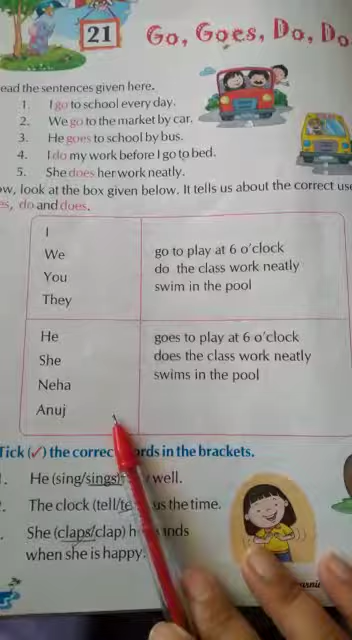 21 Go, Goes, Do, Do
ead the sentences given here.
1. I go to school every day.
2. We go to the market by car.
3. He goes to school by bus.
4. I do my work before I go to bed.
5. She does her work neatly.
ow, look at the box given below. It tells us about the correct use
es, do and does.
I
We
You
They
go to play at 6 o'clock
do the class work neatly
swim in the pool
He
She
Neha
Anuj
goes to play at 6 o'clock
does the class work neatly
swims in the pool
Tick (✓) the correct words in the brackets.
He (sing/sings) well.
The clock (tell/te us the time.
She (claps/clap) h nds
when she is happy.